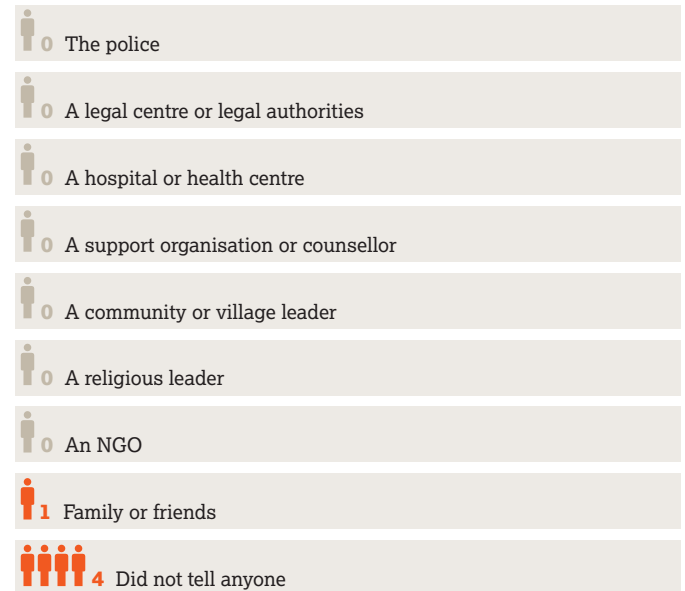 0 The police
0 A legal centre or legal authorities
0 A hospital or health centre
0 A support organisation or counsellor
0 A community or village leader
0 A religious leader
0 An NGO
1 Family or friends
4 Did not tell anyone